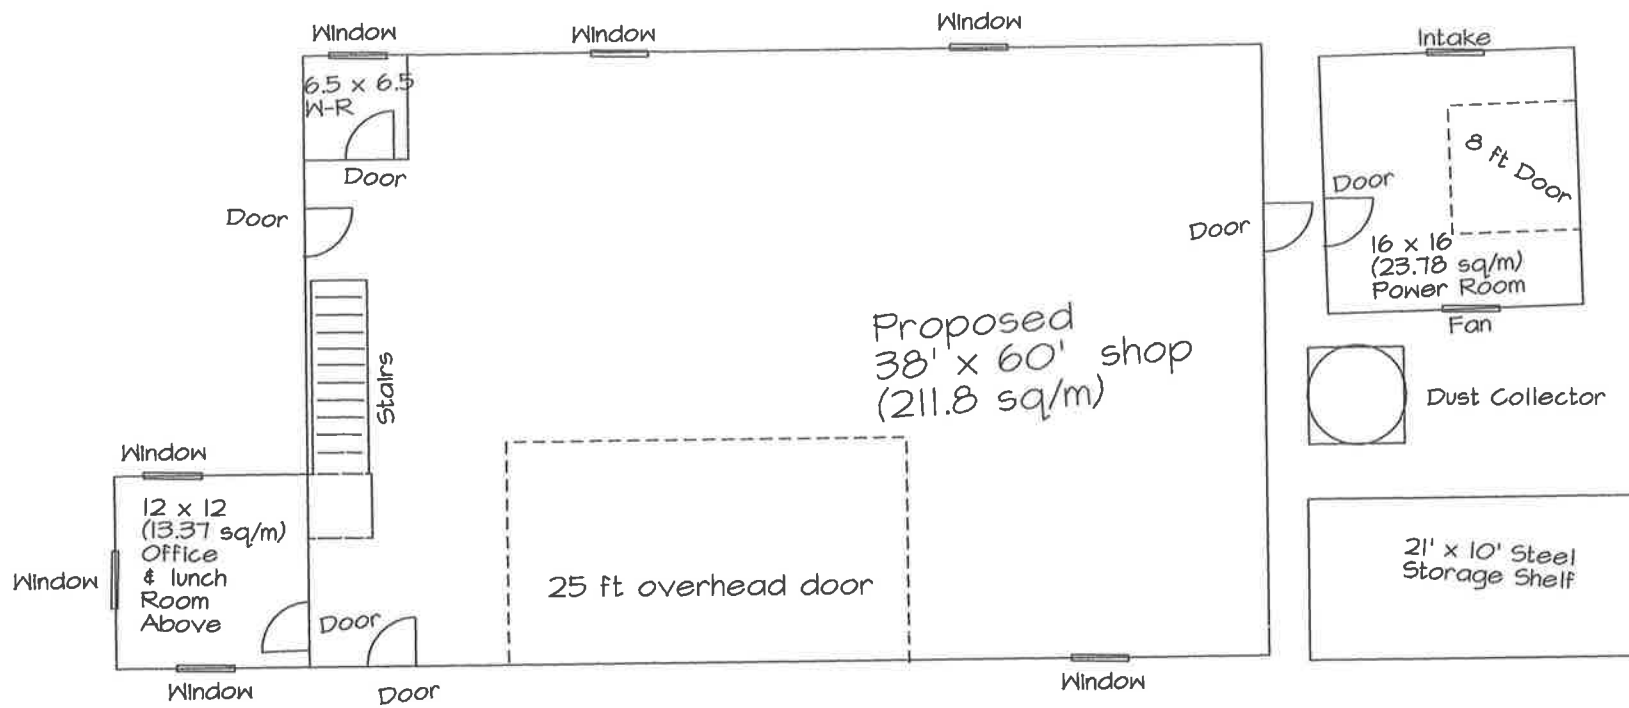 Window
Window
Window
Intake
6.5 x 6.5
W-R
Door
Door
Door
Door
8 ft Door
16 x 16
(23.78 sq/m)
Power Room
Fan
Proposed
38' x 60' shop
(211.8 sq/m)
Stairs
Dust Collector
Window
12 x 12
(13.37 sq/m)
Office
& lunch
Room
Above
Window
25 ft overhead door
21' x 10' Steel
Storage Shelf
Door
Window
Door
Window